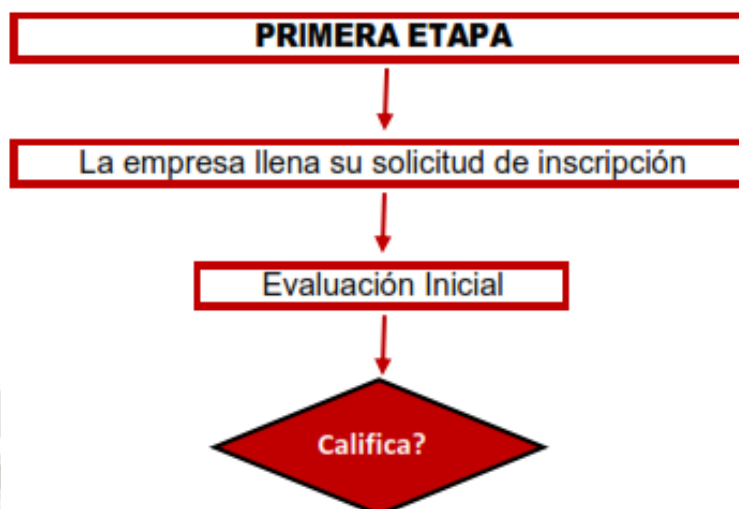 PRIMERA ETAPA
La empresa llena su solicitud de inscripción
Evaluación Inicial
Califica?